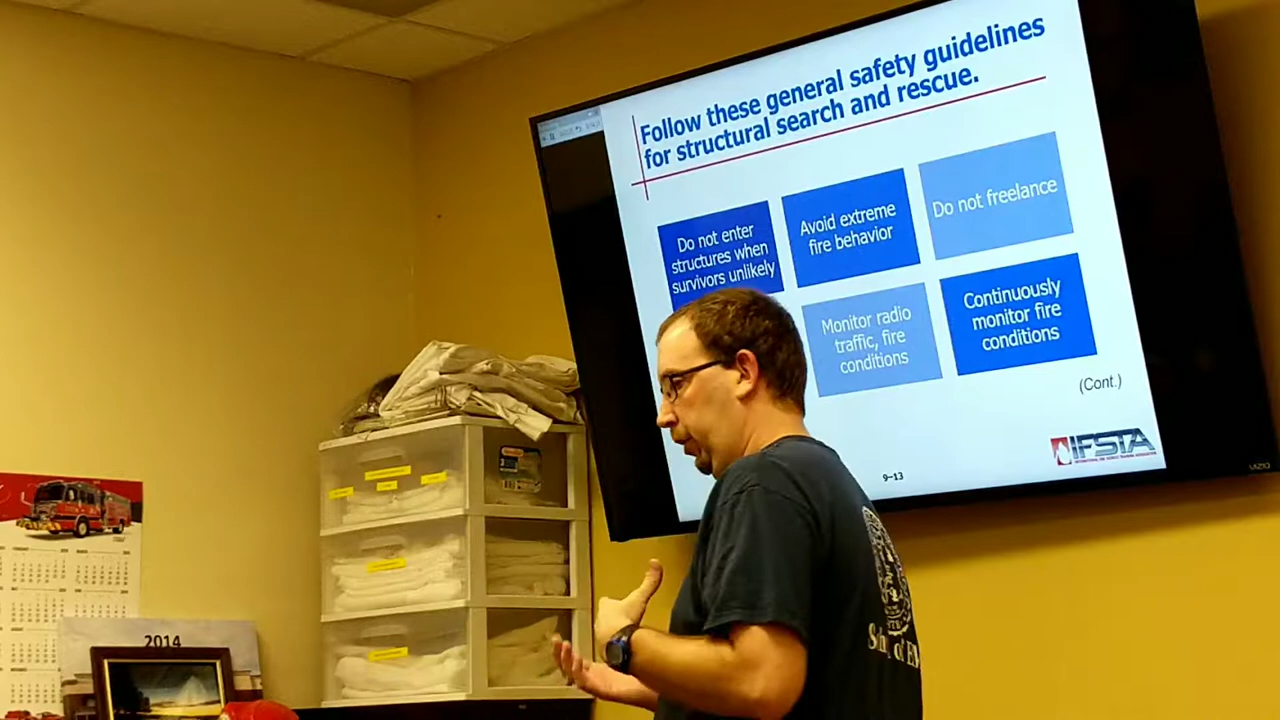 Follow these general safety guidelines
for structural search and rescue.
Do not enter
structures when
survivors unlikely
Avoid extreme
fire behavior
Do not freelance
Monitor radio
traffic, fire
conditions
Continuously
monitor fire
conditions
(Cont.)
IFSTA
9-13
VIZIO
2014